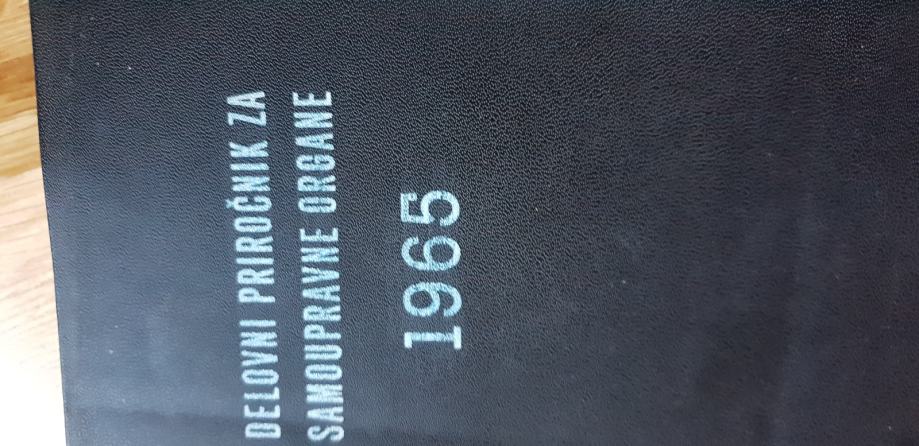 DELOVNI PRIROČNIK ZA
SAMOUPRAVNE ORGANE
1965